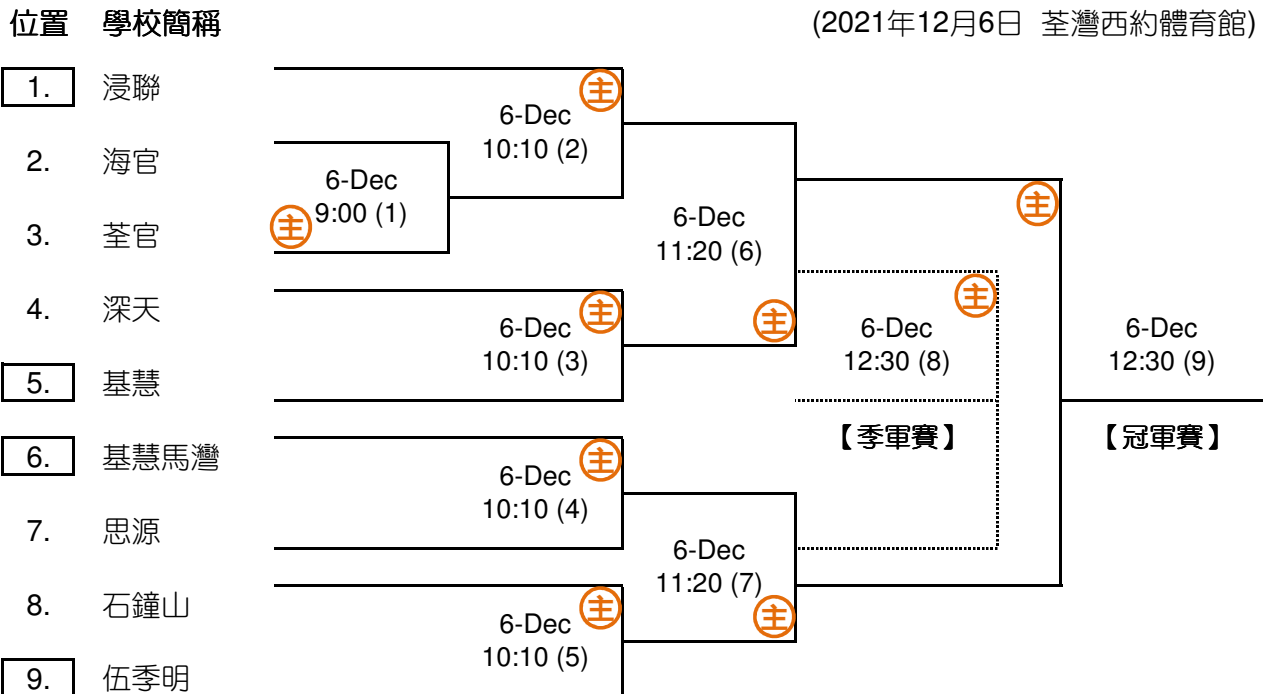 位置 學校簡稱 (2021年12月6日 荃灣西約體育館)
1. 浸聯
主
6-Dec
10:10 (2)
2. 海官
6-Dec
主 9:00 (1)
主
6-Dec
11:20 (6)
3. 荃官
4. 深天
主
6-Dec
10:10 (3)
主
主
6-Dec
12:30 (8)
6-Dec
12:30 (9)
5. 基慧
【季軍賽】 【冠軍賽】
6. 基慧馬灣
主
6-Dec
10:10 (4)
7. 思源
6-Dec
11:20 (7)
主
8. 石鐘山
主
6-Dec
10:10 (5)
9. 伍季明